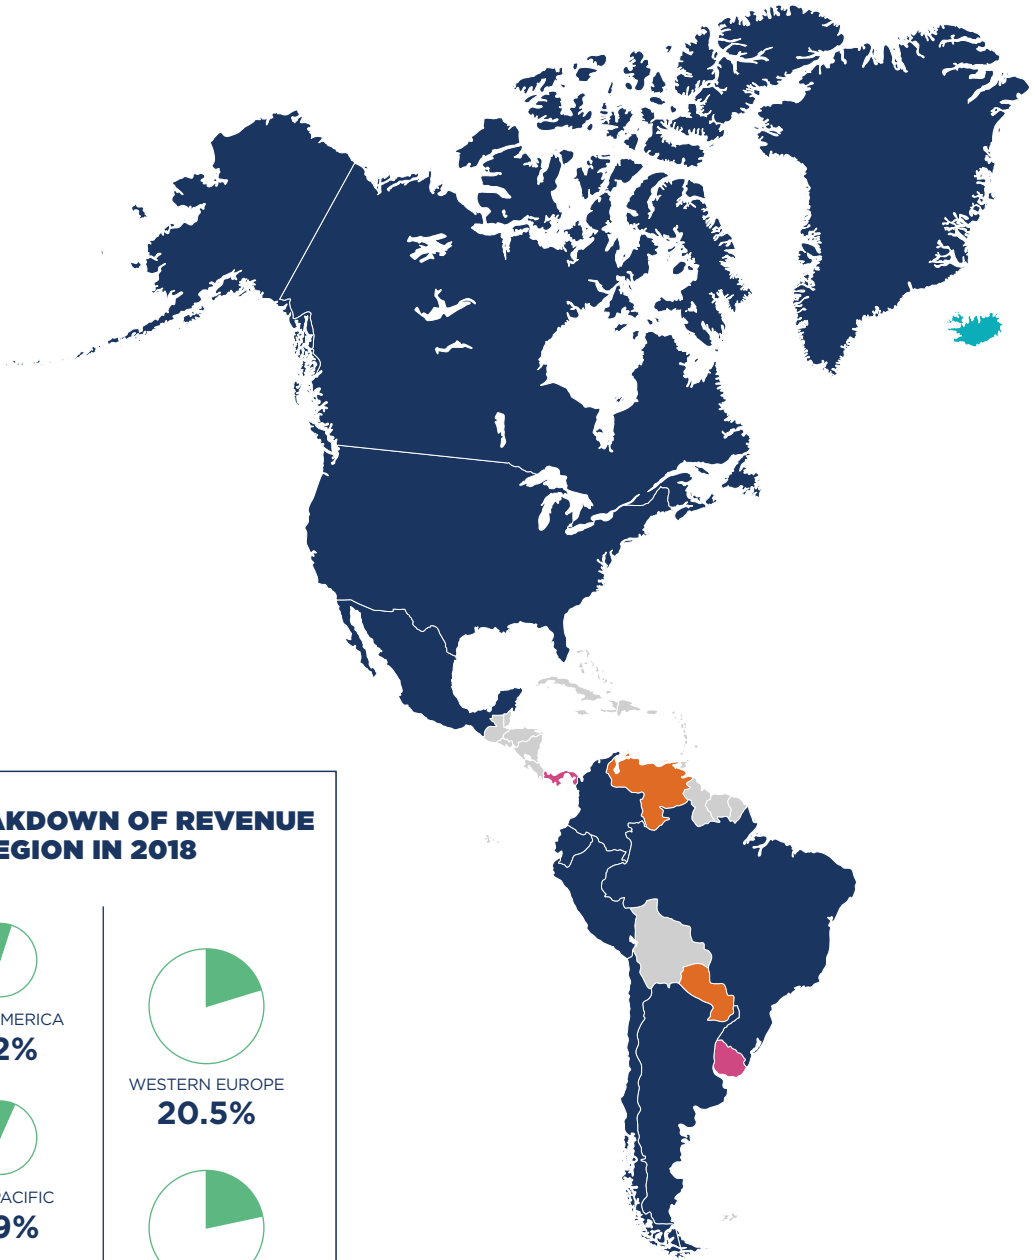 AKDOWN OF REVENUE
EGION IN 2018
MERICA
2%
ACIFIC
9%
WESTERN EUROPE
20.5%